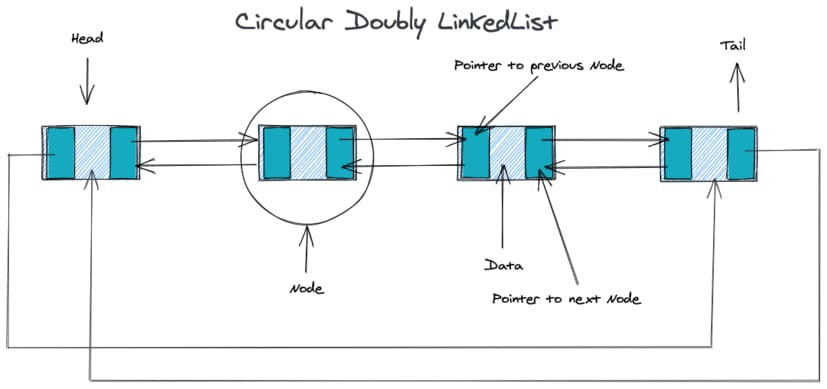 Circular Doubly LinkedList
Head
Tail
Pointer to previous Node
Data
Node
Pointer to next Node